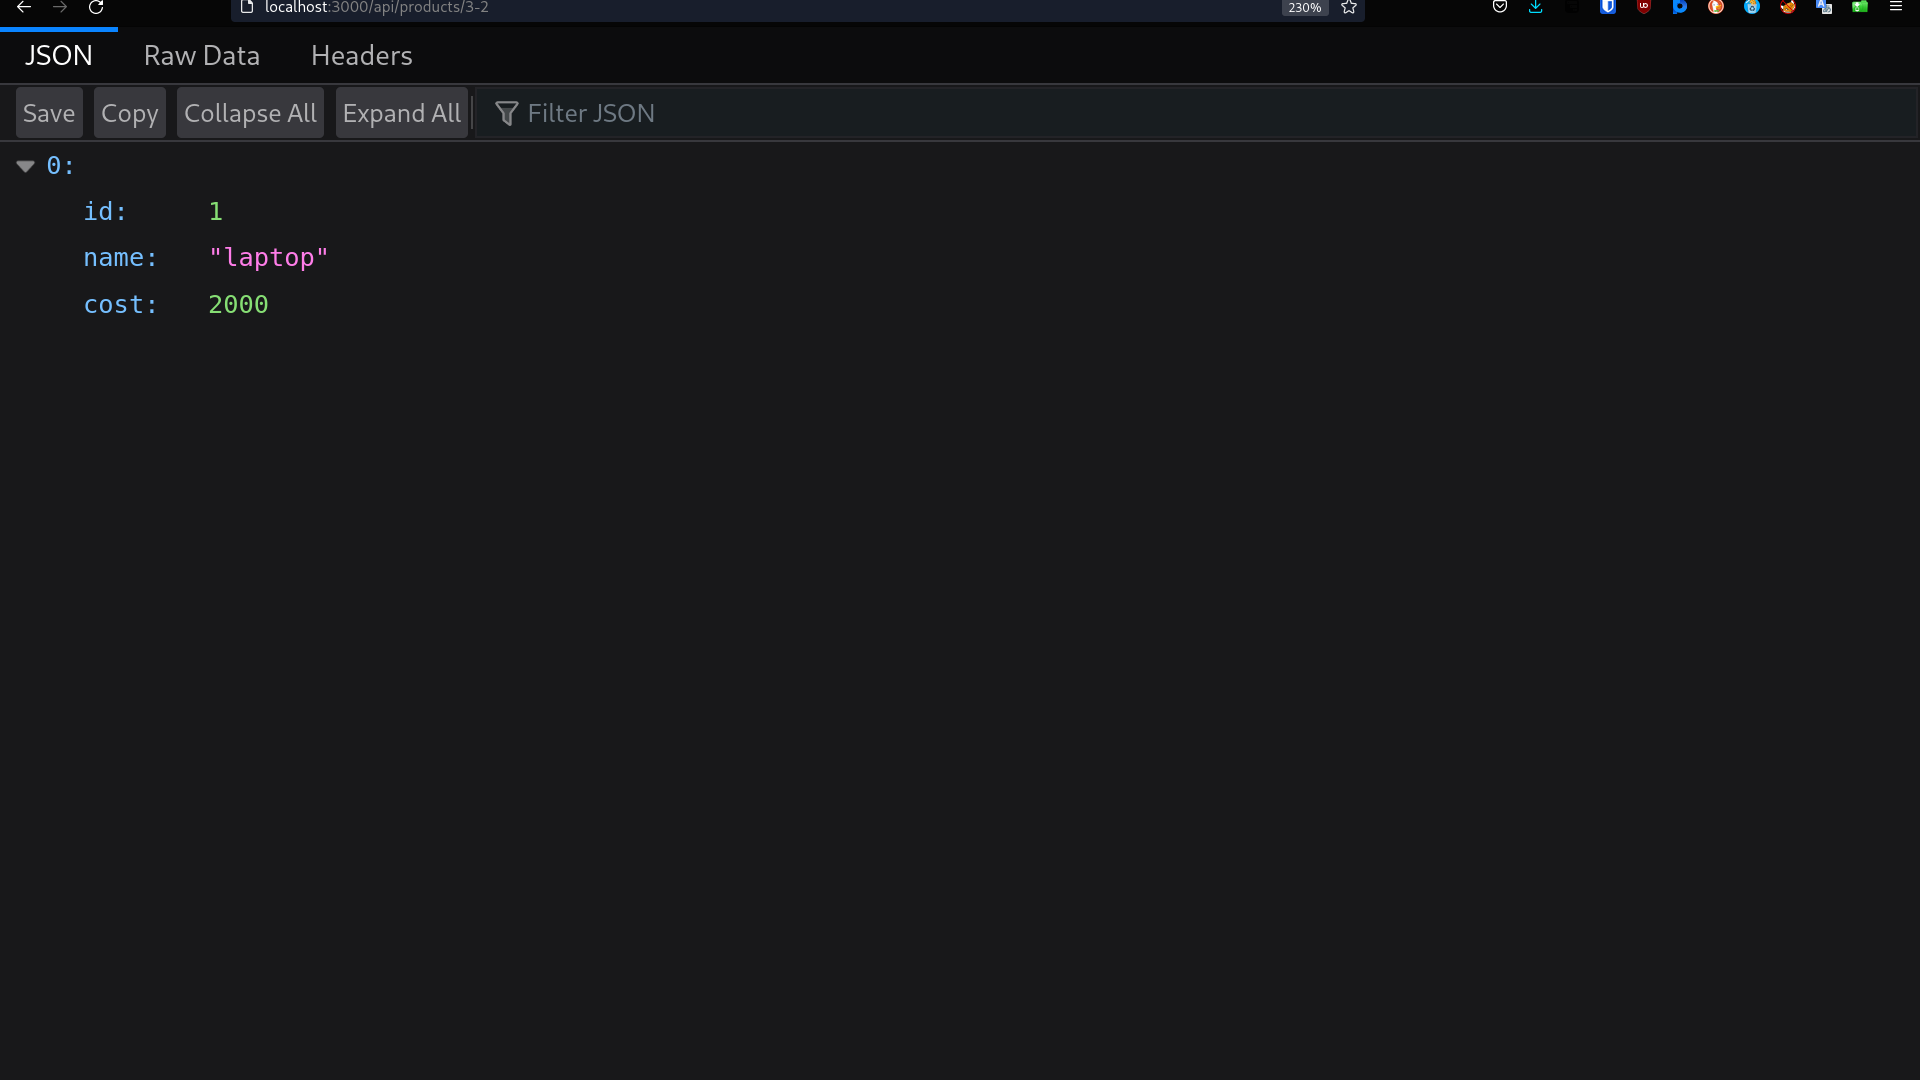 localhost:3000/api/products/3-2 230%
JSON Raw Data Headers
Save Copy Collapse All Expand All Filter JSON
0:
id: 1
name: "laptop"
cost: 2000